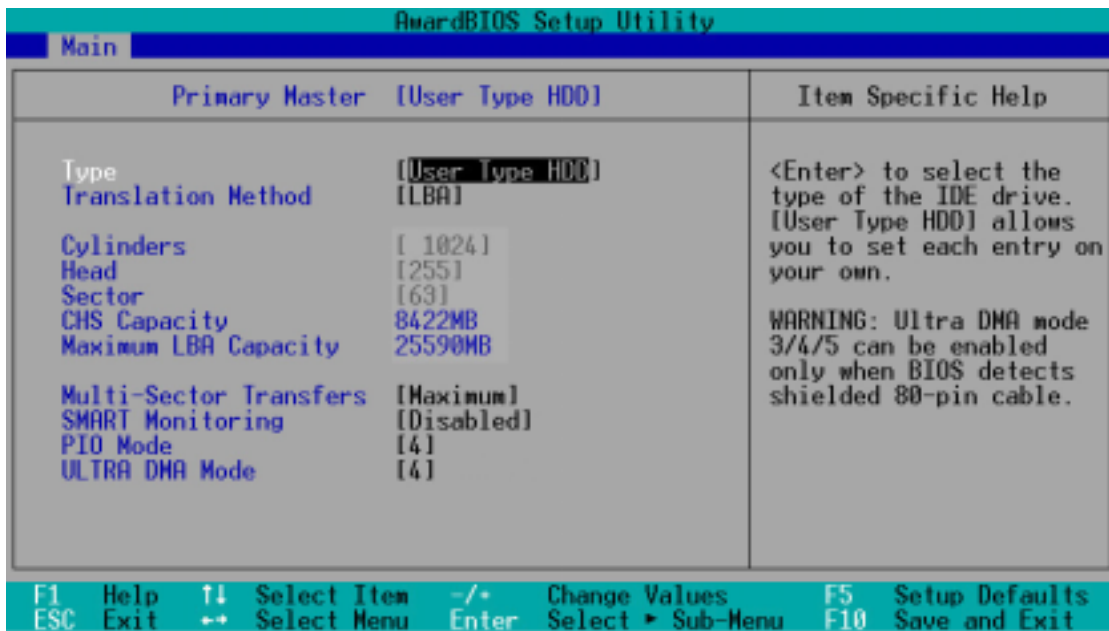 AwardBIOS Setup Utility
Main
Primary Master [User Type HDD]
Item Specific Help
Type [User Type HDD]
Translation Method [LBA]
Cylinders [ 1024]
Head [255]
Sector [63]
CHS Capacity 8422MB
Maximum LBA Capacity 25590MB
Multi-Sector Transfers [Maximum]
SMART Monitoring [Disabled]
PIO Mode [4]
ULTRA DMA Mode [4]
<Enter> to select the
type of the IDE drive.
[User Type HDD] allows
you to set each entry on
your own.
WARNING: Ultra DMA mode
3/4/5 can be enabled
only when BIOS detects
shielded 80-pin cable.
F1 Help ↑↓ Select Item -/+ Change Values F5 Setup Defaults
ESC Exit ←→ Select Menu Enter Select ► Sub-Menu F10 Save and Exit